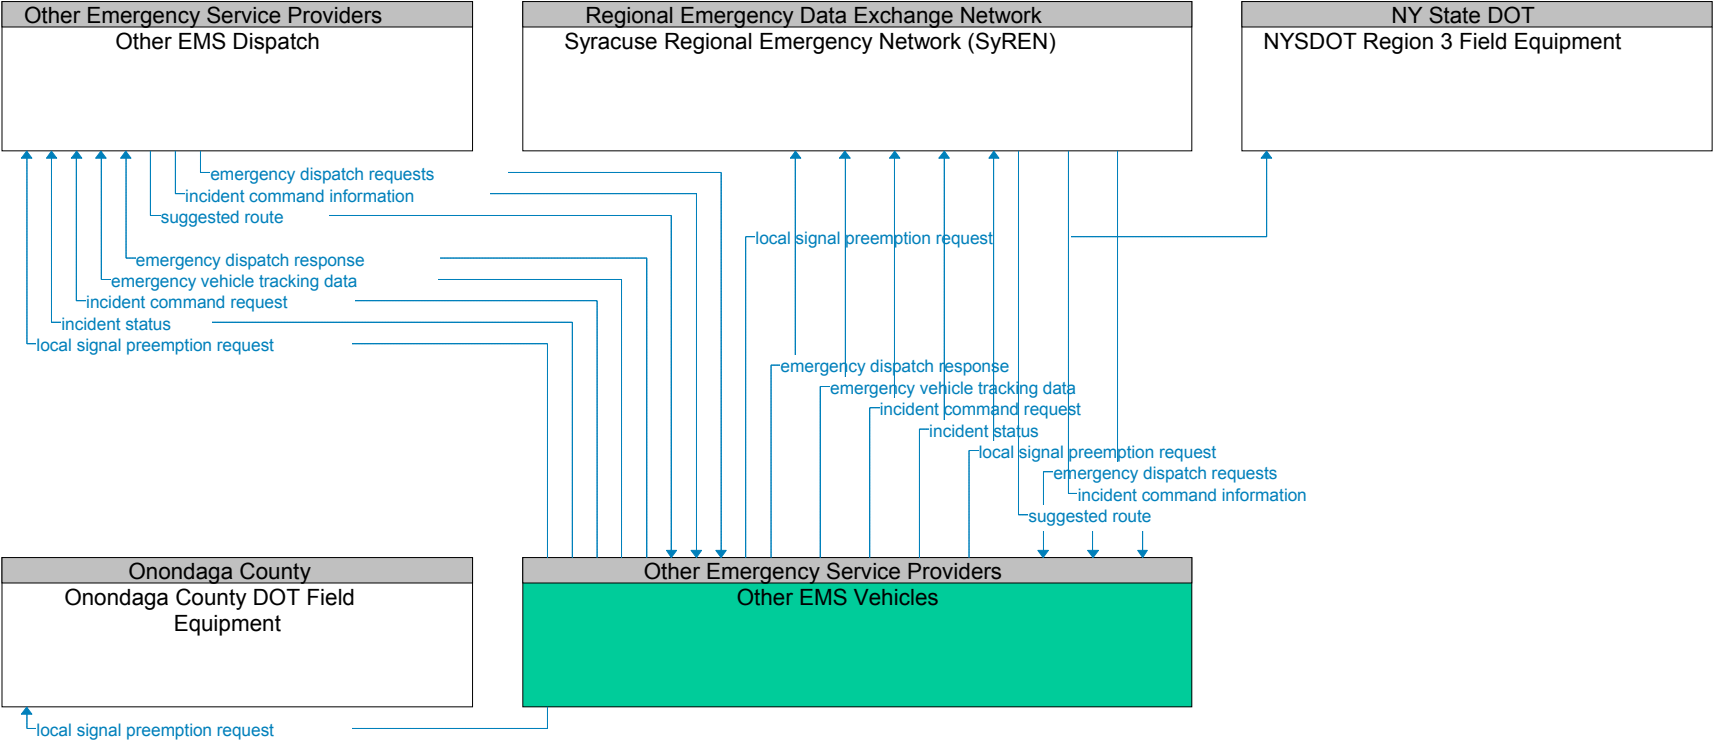 Other Emergency Service Providers
Other EMS Dispatch
Regional Emergency Data Exchange Network
Syracuse Regional Emergency Network (SyREN)
NY State DOT
NYSDOT Region 3 Field Equipment
emergency dispatch requests
incident command information
suggested route
local signal preemption request
emergency dispatch response
emergency vehicle tracking data
incident command request
incident status
local signal preemption request
emergency dispatch response
emergency vehicle tracking data
incident command request
incident status
local signal preemption request
emergency dispatch requests
incident command information
suggested route
Onondaga County
Onondaga County DOT Field
Equipment
Other Emergency Service Providers
Other EMS Vehicles
local signal preemption request